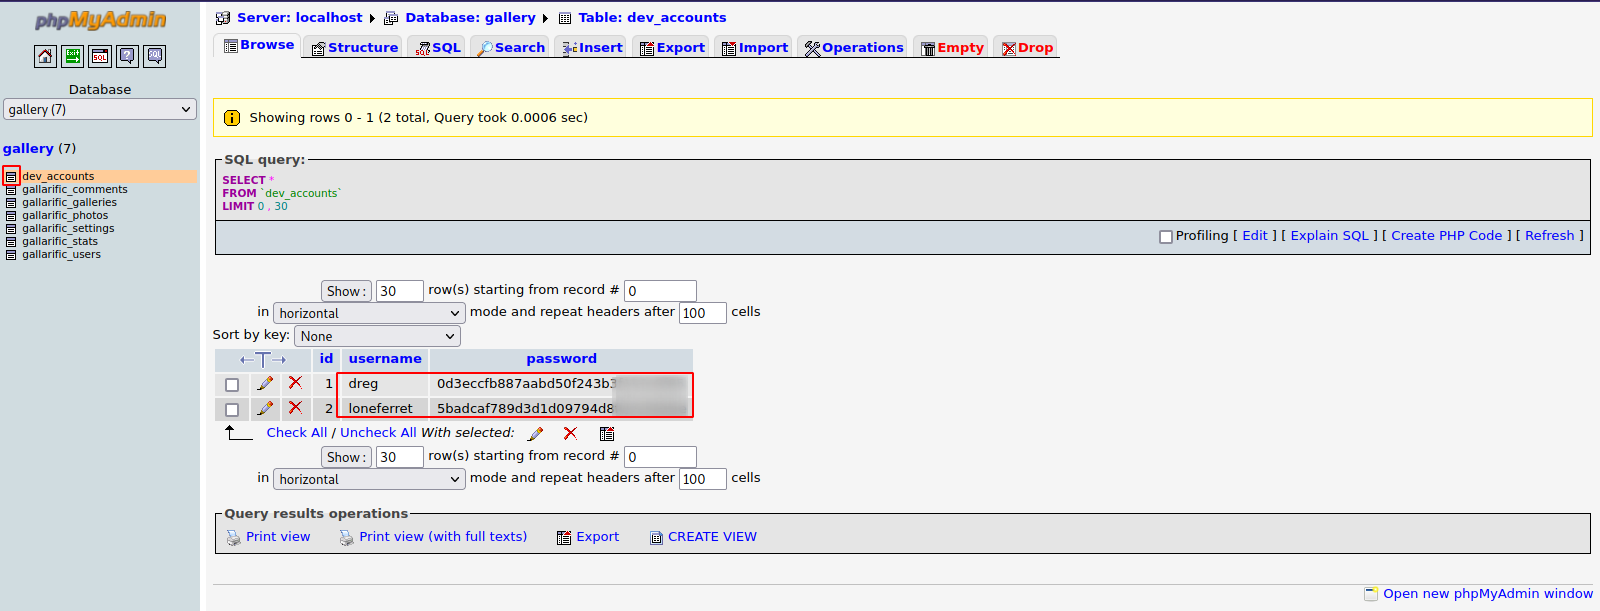 phpMyAdmin
Database
gallery (7)
gallery (7)
dev_accounts
gallarific_comments
gallarific_galleries
gallarific_photos
gallarific_settings
gallarific_stats
gallarific_users
Server: localhost ▸ Database: gallery ▸ Table: dev_accounts
Browse Structure SQL Search Insert Export Import Operations Empty Drop
Showing rows 0 - 1 (2 total, Query took 0.0006 sec)
SQL query:
SELECT *
FROM `dev_accounts`
LIMIT 0 , 30
Profiling [ Edit ] [ Explain SQL ] [ Create PHP Code ] [ Refresh ]
Show : 30 row(s) starting from record # 0
in horizontal mode and repeat headers after 100 cells
Sort by key: None
←T→ id username password
1 dreg 0d3eccfb887aabd50f243b3
2 loneferret 5badcaf789d3d1d09794d8
Check All / Uncheck All With selected:
Show : 30 row(s) starting from record # 0
in horizontal mode and repeat headers after 100 cells
Query results operations
Print view Print view (with full texts) Export CREATE VIEW
Open new phpMyAdmin window